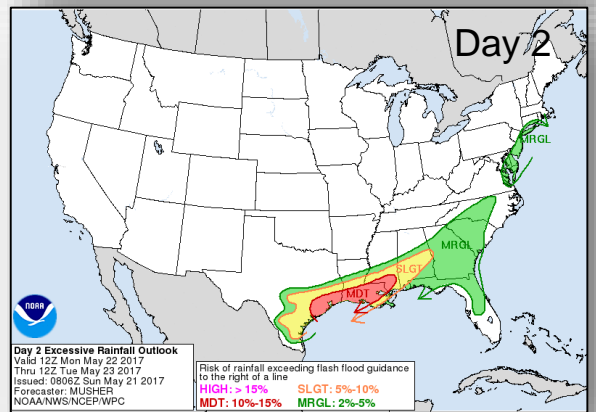 Day 2
MRGL
MRGL
SLGT
MDT
NOAA
Day 2 Excessive Rainfall Outlook
Valid 12Z Mon May 22 2017
Thru 12Z Tue May 23 2017
Issued: 0806Z Sun May 21 2017
Forecaster: MUSHER
NOAA/NWS/NCEP/WPC
Risk of rainfall exceeding flash flood guidance
to the right of a line
HIGH: > 15% SLGT: 5%-10%
MDT: 10%-15% MRGL: 2%-5%